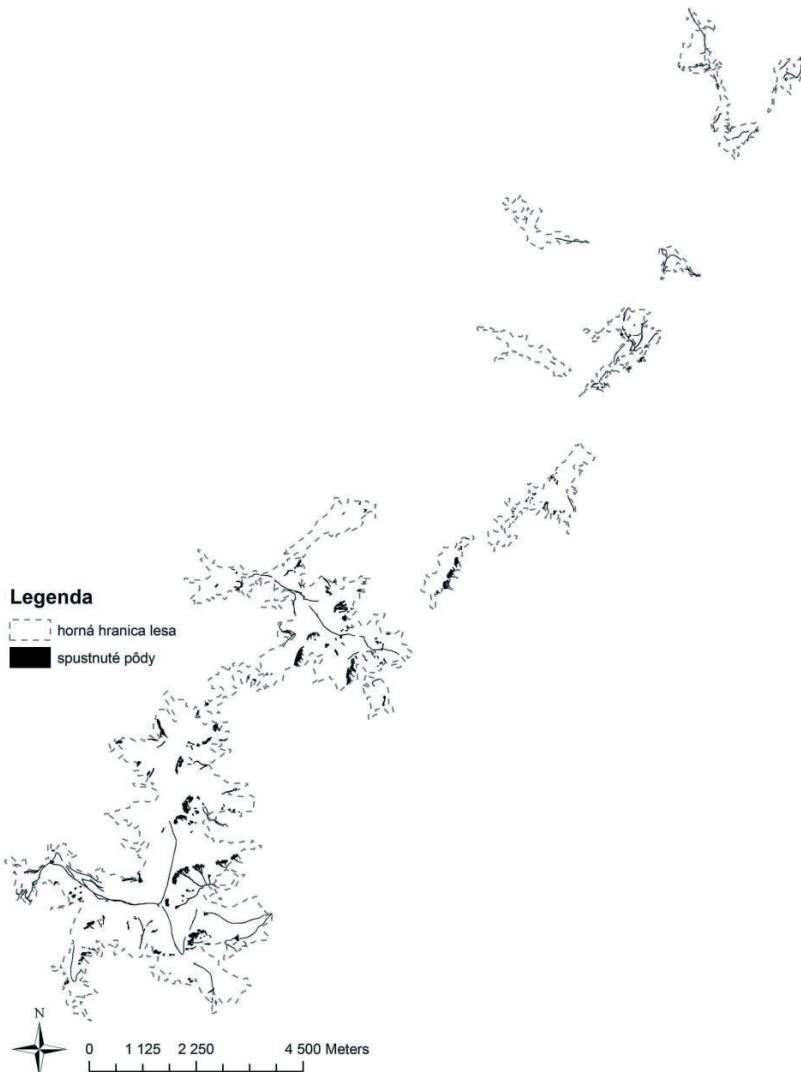 Legenda
horná hranica lesa
spustnuté pôdy
N
0 1 125 2 250 4 500 Meters